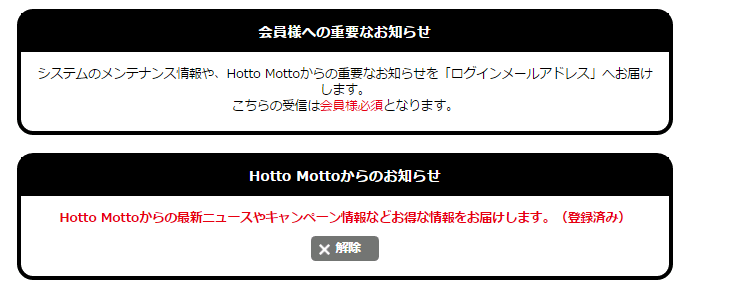 会員様への重要なお知らせ
システムのメンテナンス情報や、Hotto Mottoからの重要なお知らせを「ログインメールアドレス」へお届け
します。
こちらの受信は会員様必須となります。
Hotto Mottoからのお知らせ
Hotto Mottoからの最新ニュースやキャンペーン情報などお得な情報をお届けします。（登録済み）
解除